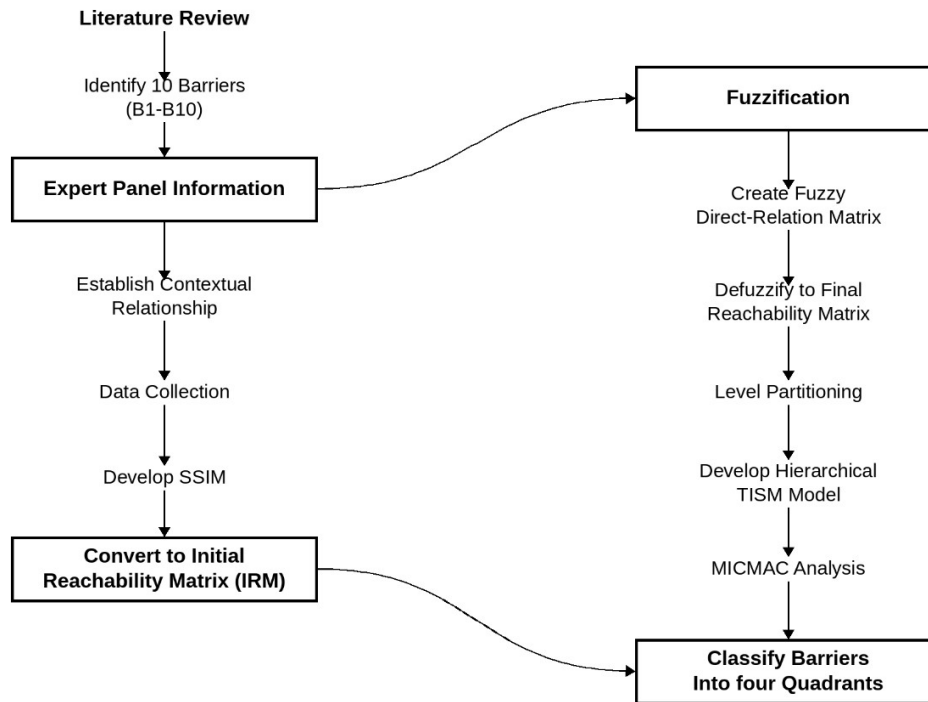 Literature Review
Identify 10 Barriers
(B1-B10)
Expert Panel Information
Establish Contextual
Relationship
Data Collection
Develop SSIM
Convert to Initial
Reachability Matrix (IRM)
Fuzzification
Create Fuzzy
Direct-Relation Matrix
Defuzzify to Final
Reachability Matrix
Level Partitioning
Develop Hierarchical
TISM Model
MICMAC Analysis
Classify Barriers
Into four Quadrants